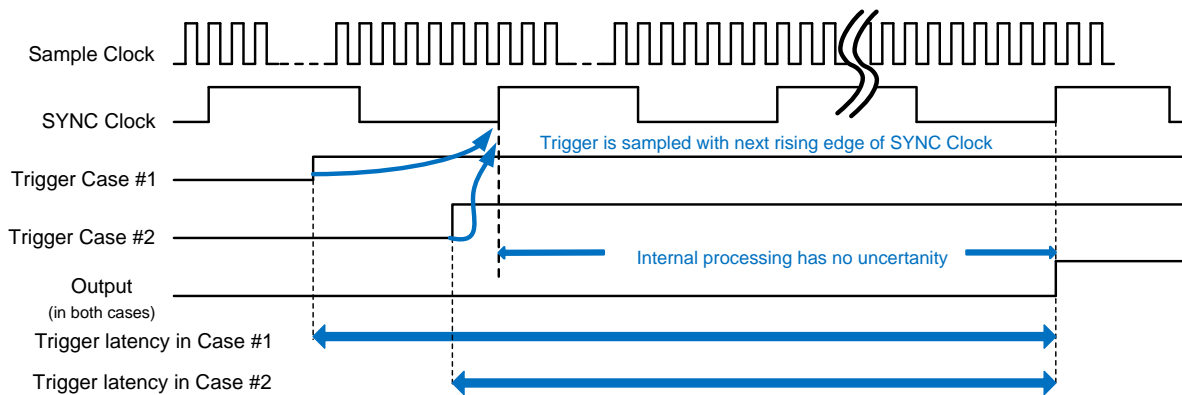 Sample Clock
SYNC Clock
Trigger is sampled with next rising edge of SYNC Clock
Trigger Case #1
Trigger Case #2
Internal processing has no uncertanity
Output
(in both cases)
Trigger latency in Case #1
Trigger latency in Case #2